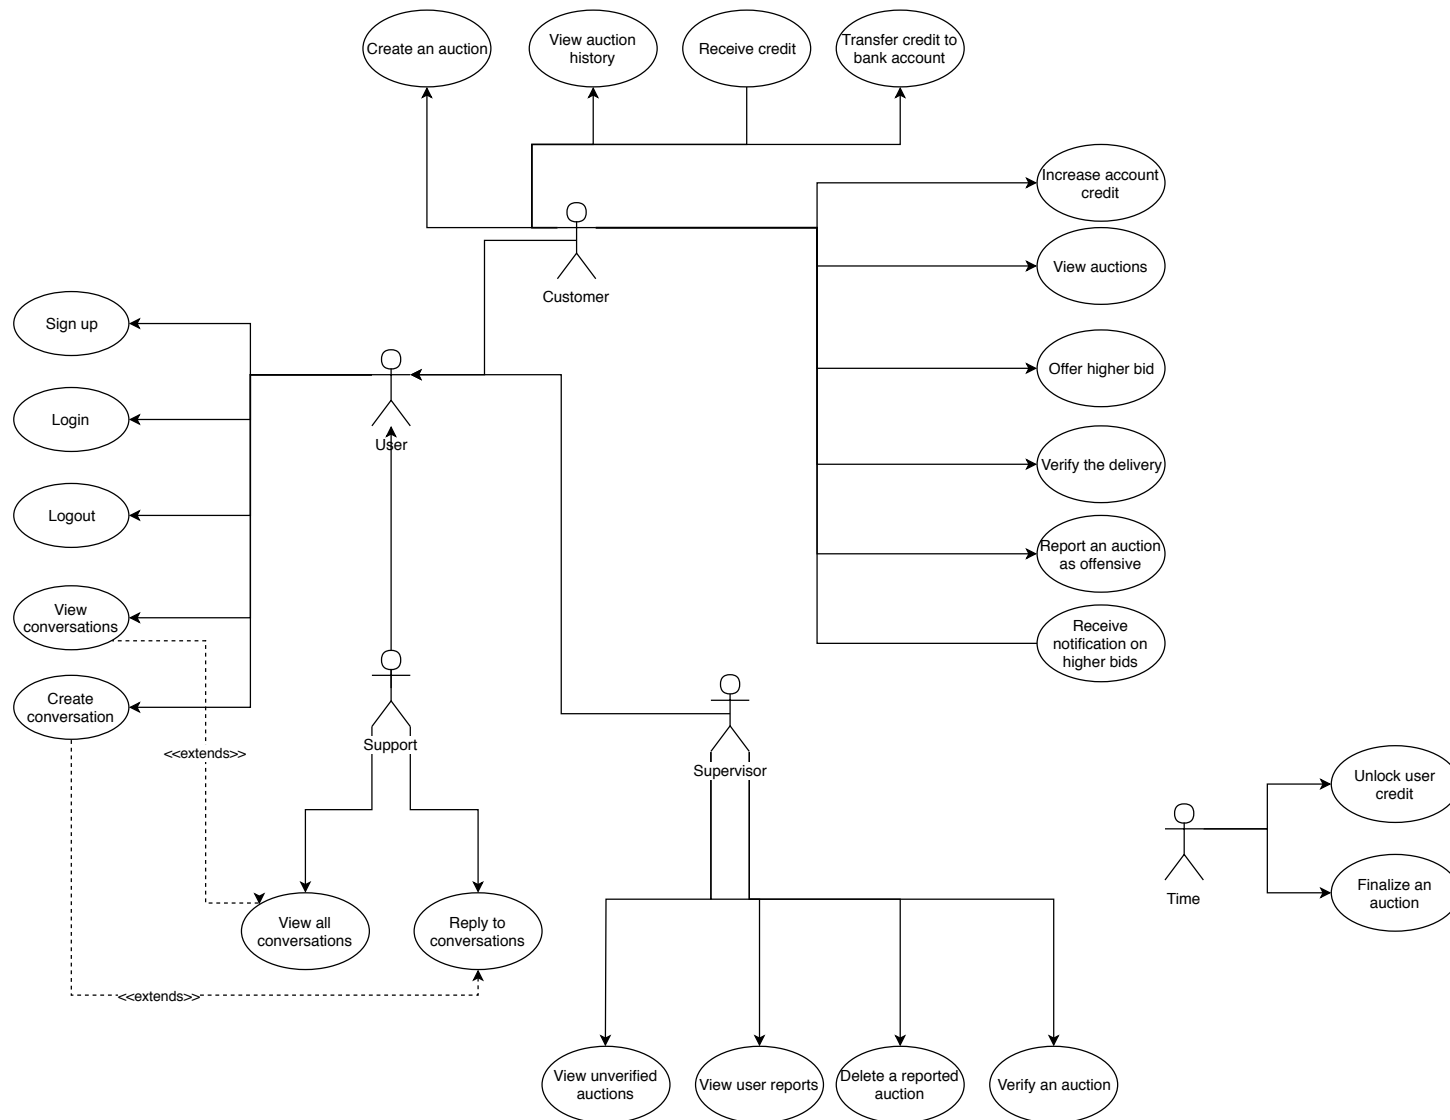 Create an auction
View auction
history
Receive credit
Transfer credit to
bank account
Increase account
credit
View auctions
Customer
Sign up
Offer higher bid
Login
User
Verify the delivery
Logout
Report an auction
as offensive
View
conversations
Receive
notification on
higher bids
Create
conversation
<<extends>>
Support
Supervisor
Unlock user
credit
Time
Finalize an
auction
View all
conversations
Reply to
conversations
<<extends>>
View unverified
auctions
View user reports
Delete a reported
auction
Verify an auction